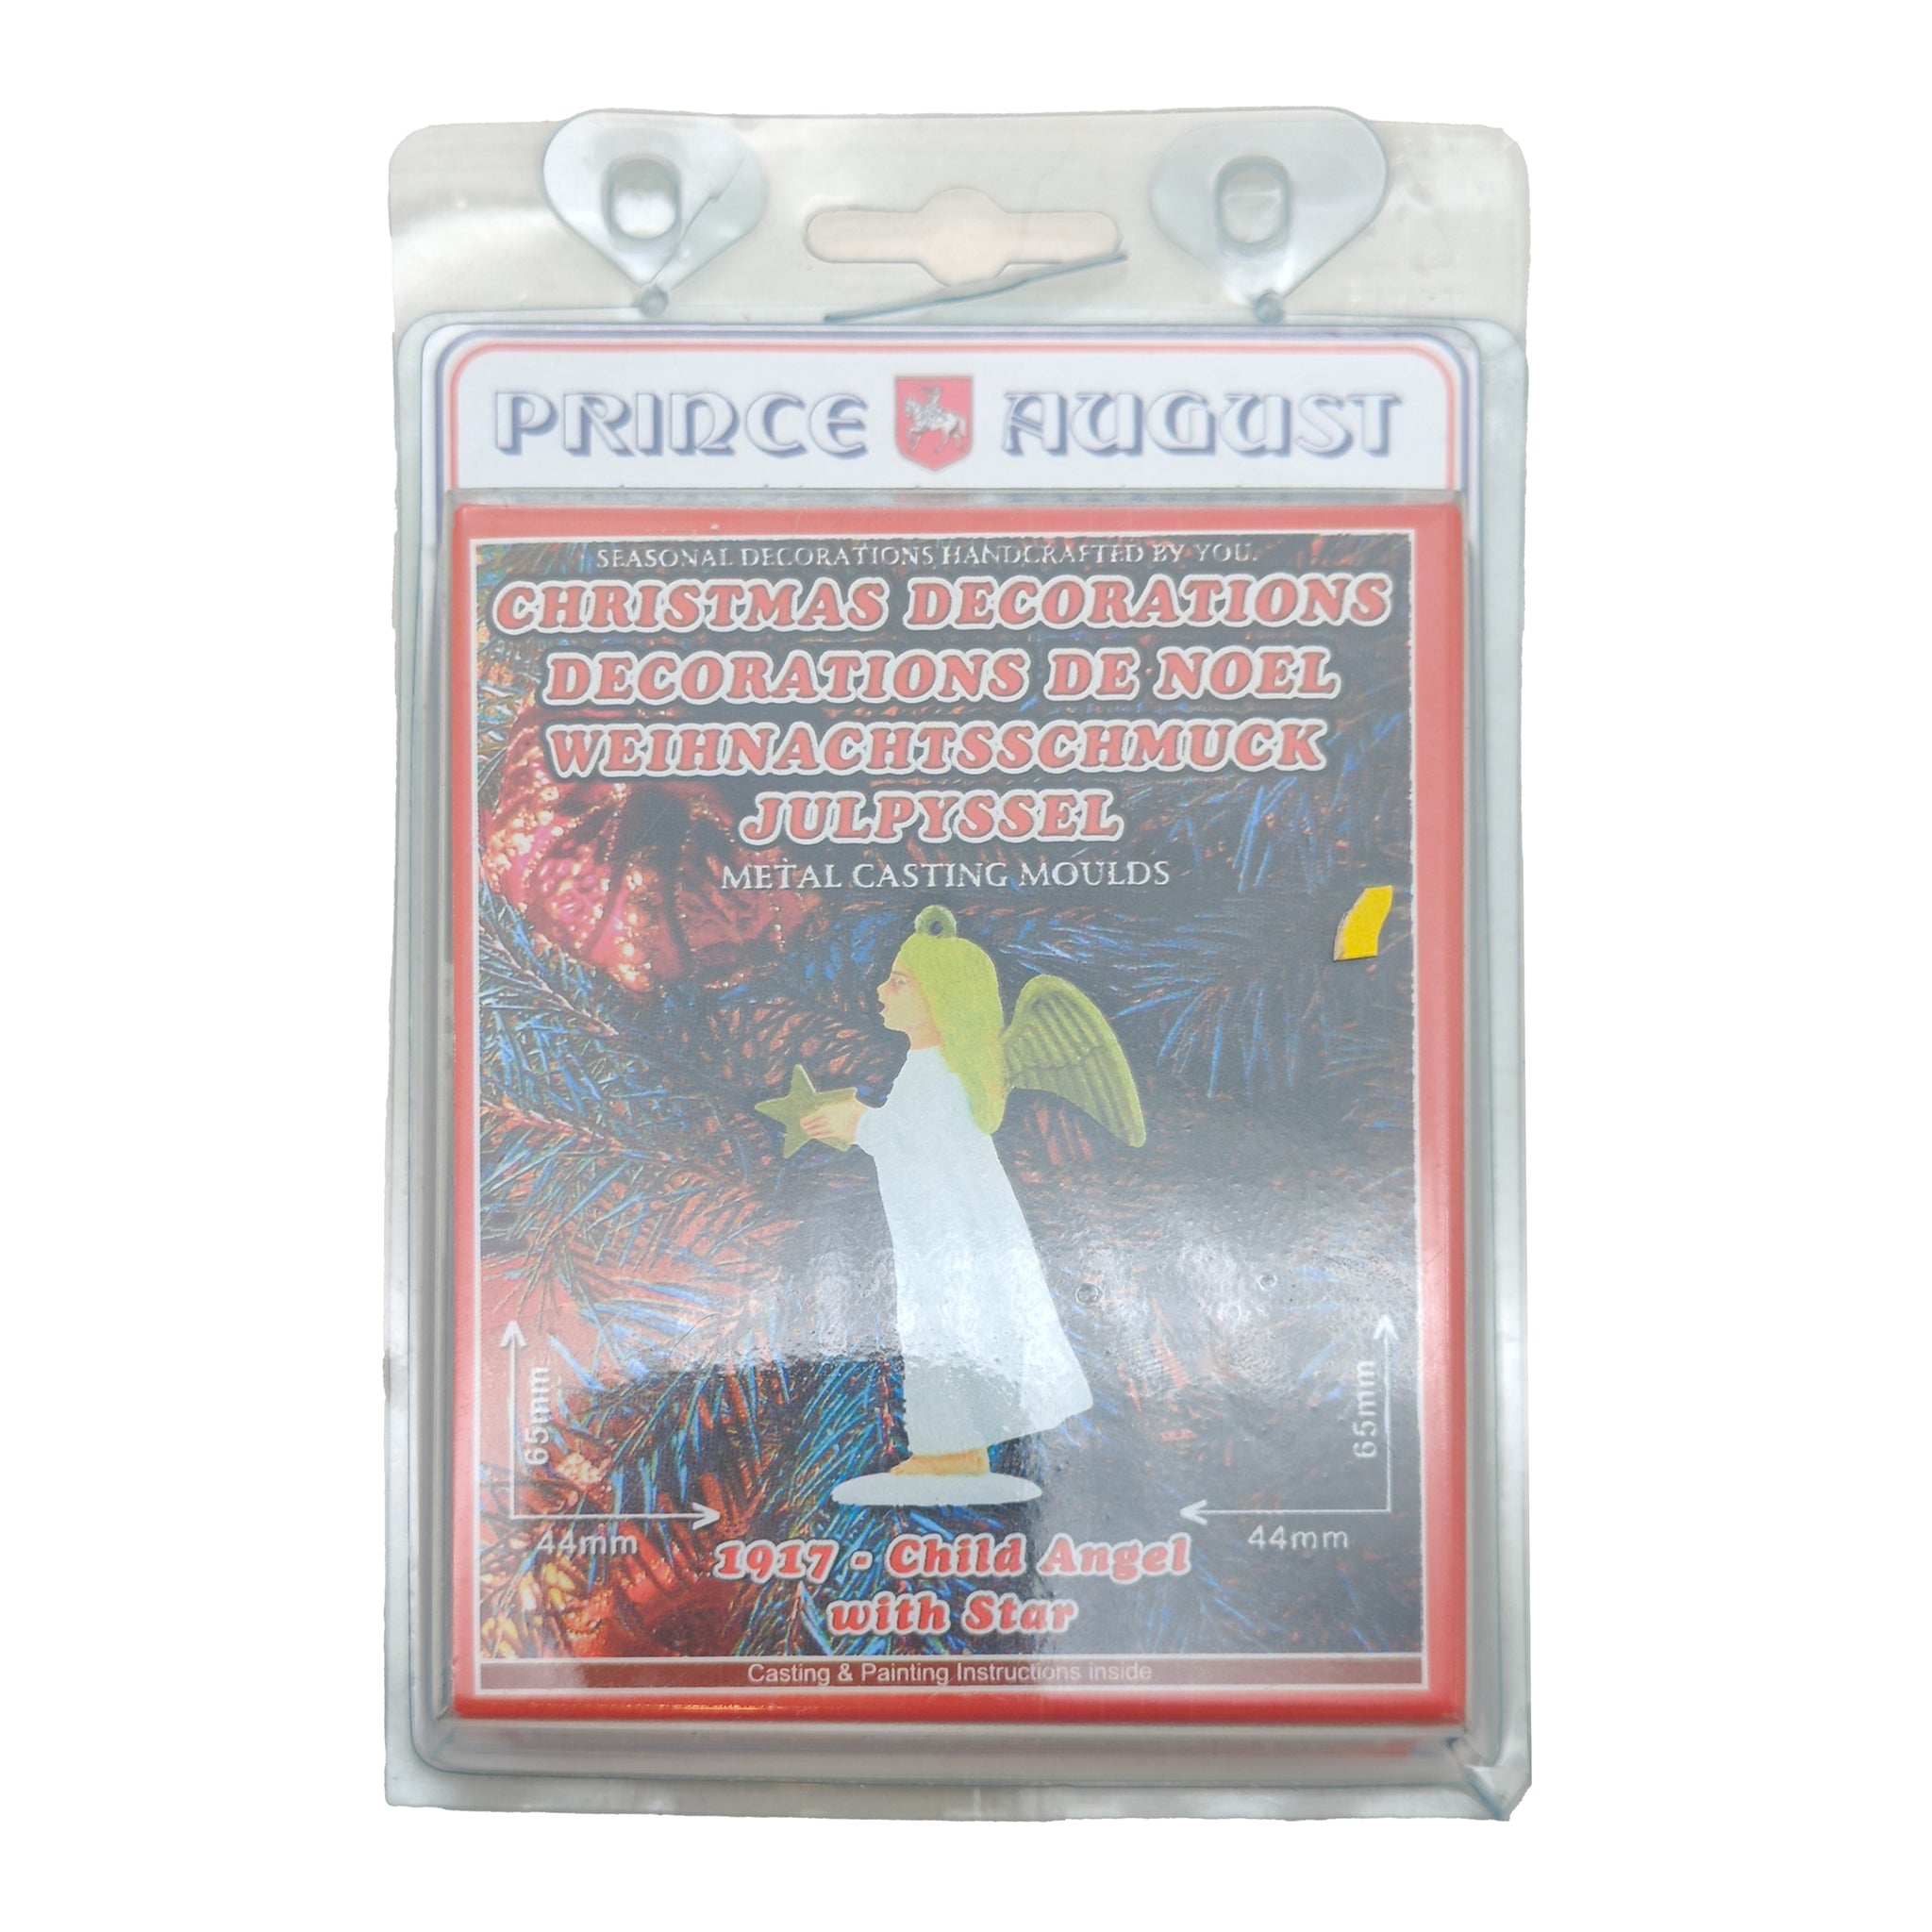 PRINCE AUGUST
SEASONAL DECORATIONS HANDCRAFTED BY YOU.
CHRISTMAS DECORATIONS
DECORATIONS DE NOEL
WEIHNACHTSSCHMUCK
JULPYSSEL
METAL CASTING MOULDS
65mm
44mm
65mm
44mm
1917 - Child Angel
with Star
Casting & Painting Instructions inside